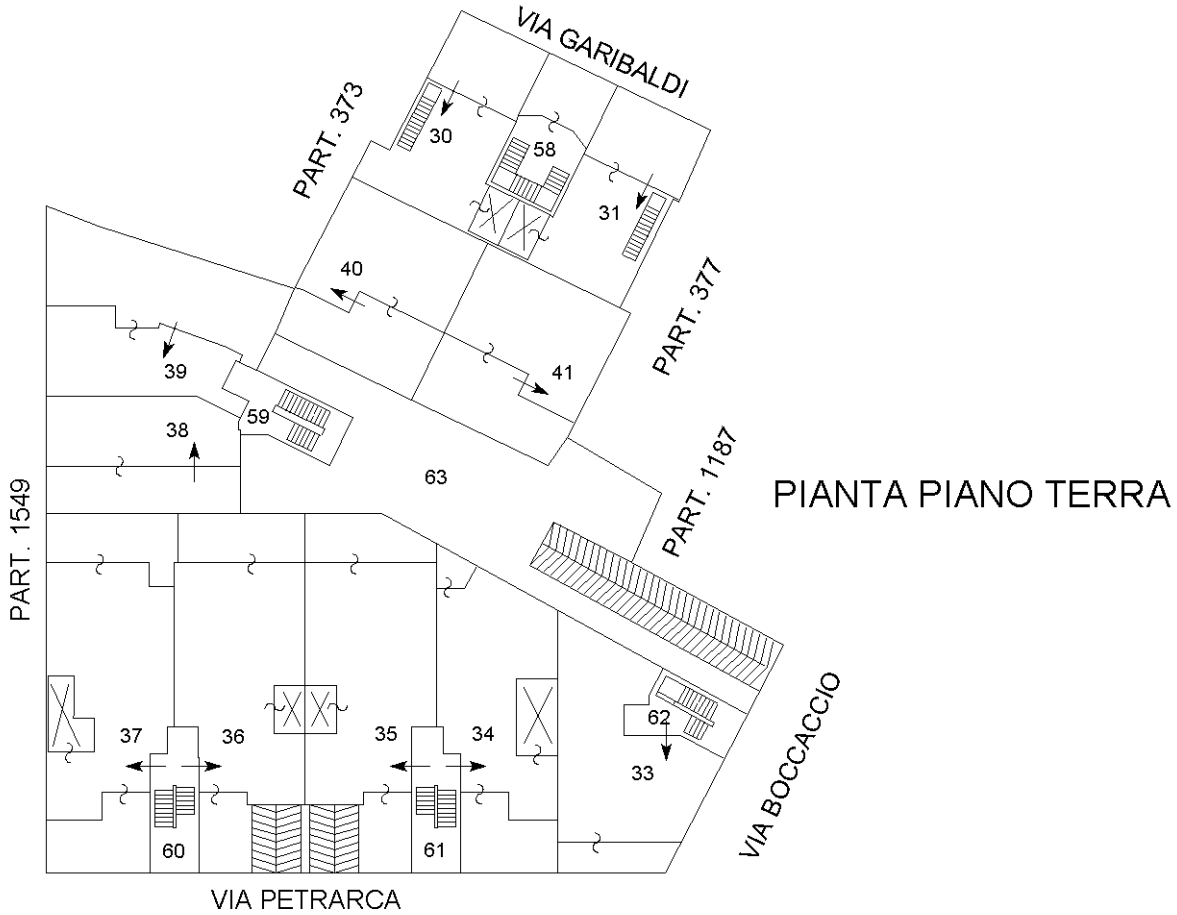 VIA GARIBALDI
PART. 373
30
58
31
40
PART. 377
39
41
59
38
63
PART. 1187
PIANTA PIANO TERRA
PART. 1549
37
36
35
34
62
33
VIA BOCCACCIO
60
61
VIA PETRARCA